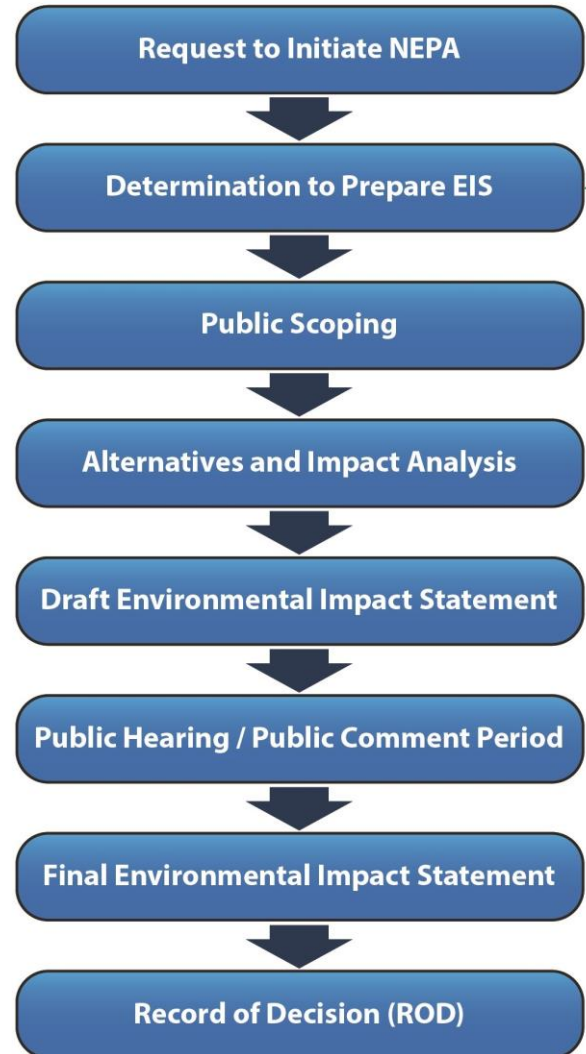 Request to Initiate NEPA
Determination to Prepare EIS
Public Scoping
Alternatives and Impact Analysis
Draft Environmental Impact Statement
Public Hearing / Public Comment Period
Final Environmental Impact Statement
Record of Decision (ROD)